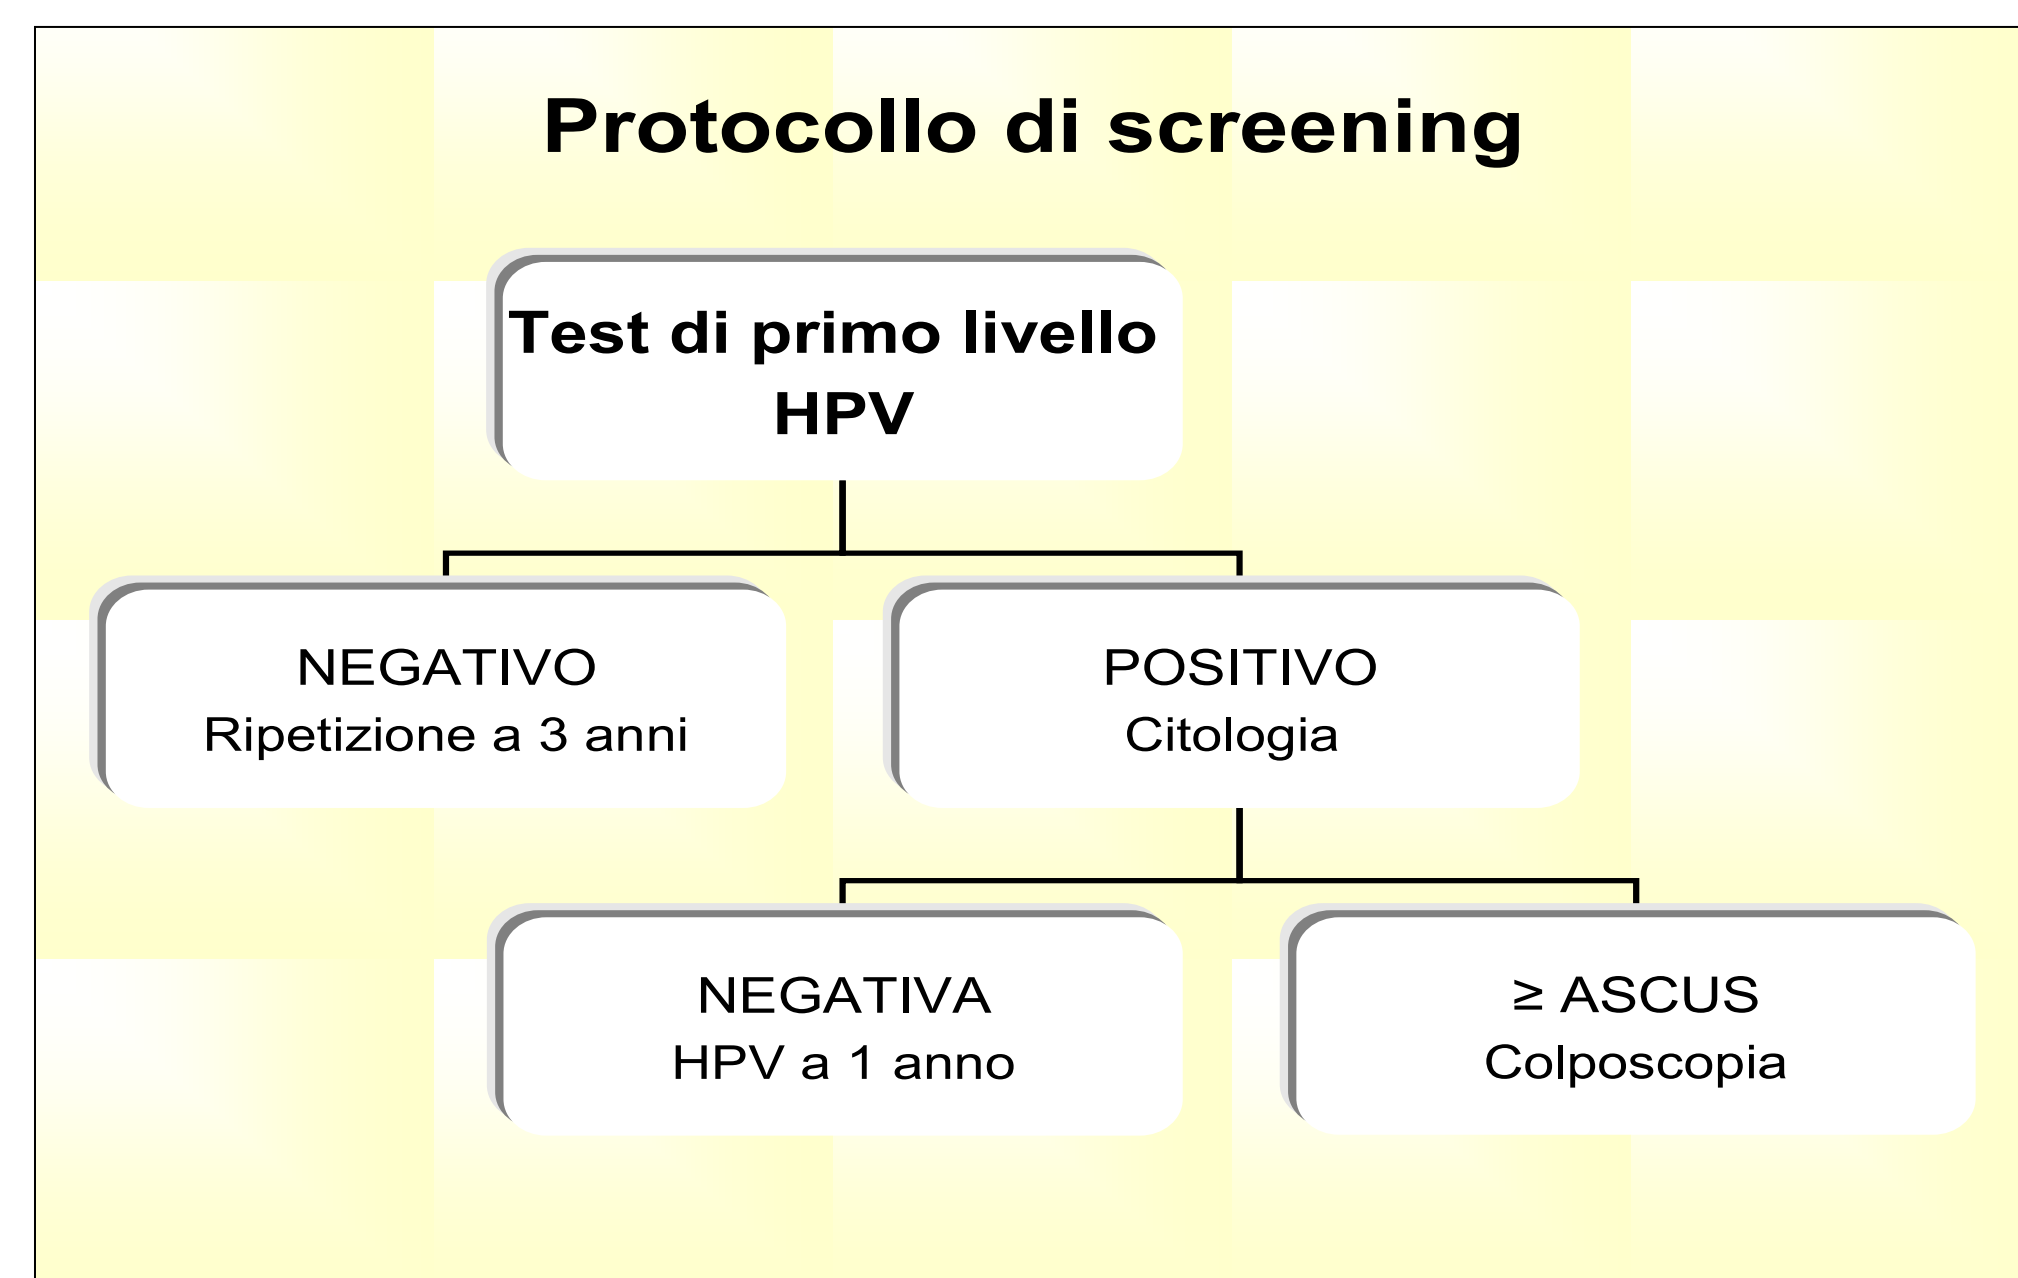 Protocollo di screening
Test di primo livello
HPV
NEGATIVO
Ripetizione a 3 anni
POSITIVO
Citologia
NEGATIVA
HPV a 1 anno
≥ ASCUS
Colposcopia